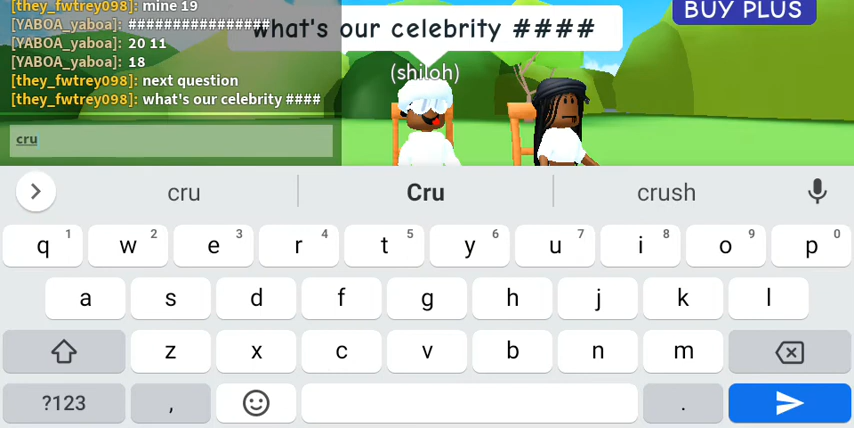 [they_fwtrey098]: mine 19
[YABOA_yaboa]: ################
[YABOA_yaboa]: 20 11
[YABOA_yaboa]: 18
[they_fwtrey098]: next question
[they_fwtrey098]: what's our celebrity ####
cru
what's our celebrity ####
(shiloh)
BUY PLUS
cru Cru crush
q 1 w 2 e 3 r 4 t 5 y 6 u 7 i 8 o 9 p 0
a s d f g h j k l
z x c v b n m
?123 , .